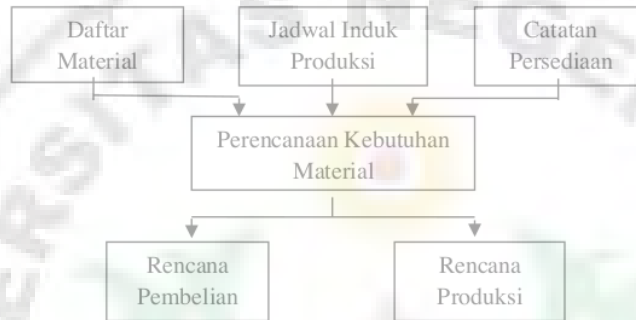 Daftar
Material
Jadwal Induk
Produksi
Catatan
Persediaan
Perencanaan Kebutuhan
Material
Rencana
Pembelian
Rencana
Produksi